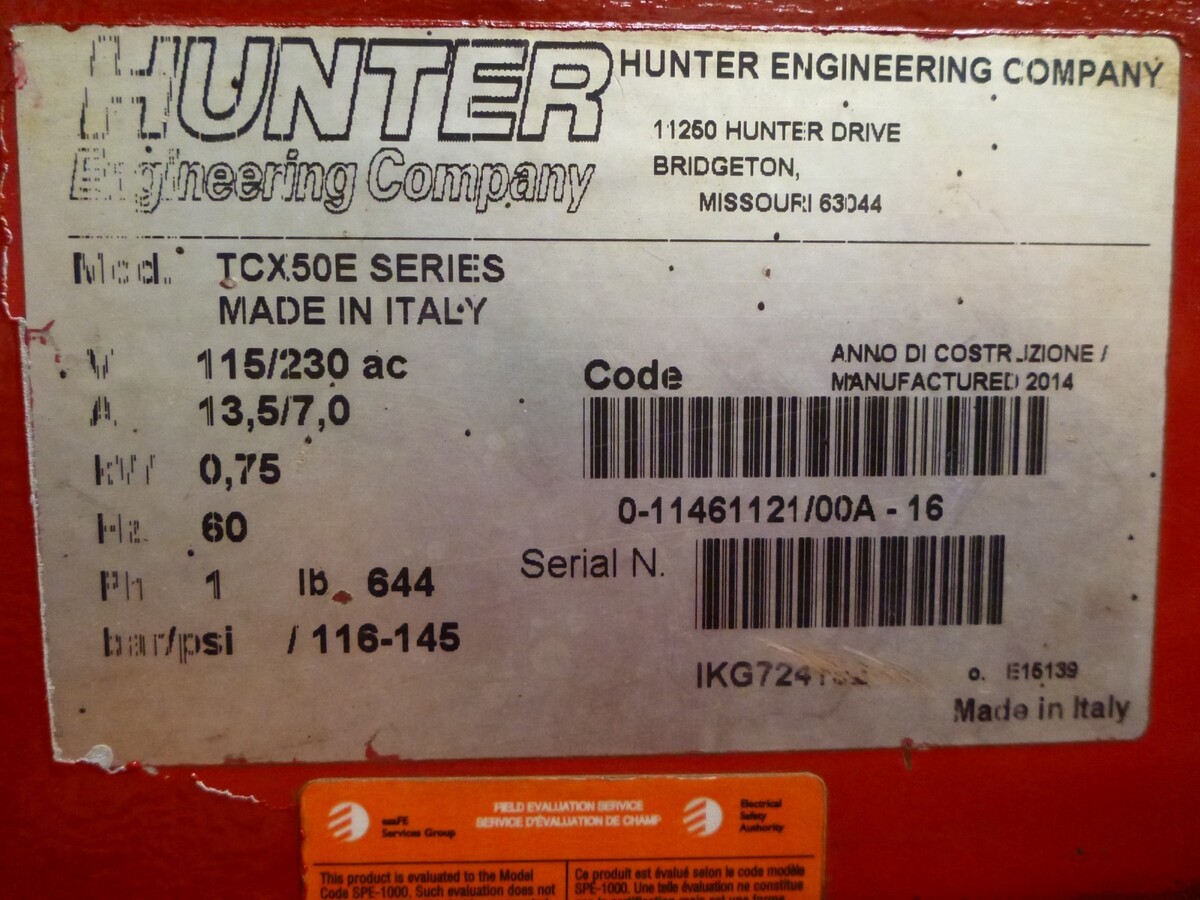 HUNTER
Engineering Company
HUNTER ENGINEERING COMPANY
11250 HUNTER DRIVE
BRIDGETON,
MISSOURI 63044
Mod. TCX50E SERIES
MADE IN ITALY
V 115/230 ac
A. 13,5/7,0
kW 0,75
Hz. 60
Ph 1 lb. 644
bar/psi / 116-145
Code
ANNO DI COSTRUZIONE /
MANUFACTURED 2014
0-11461121/00A - 16
Serial N.
o. E15139
Made in Italy
Services Group
FIELD EVALUATION SERVICE
SERVICE D'ÉVALUATION DE CHAMP
Electrical
Safety
Authority
This product is evaluated to the Model
Code SPE-1000. Such evaluation does not
Ce produit est évalué selon le code modèle
SPE-1000. Une telle évaluation ne constitue